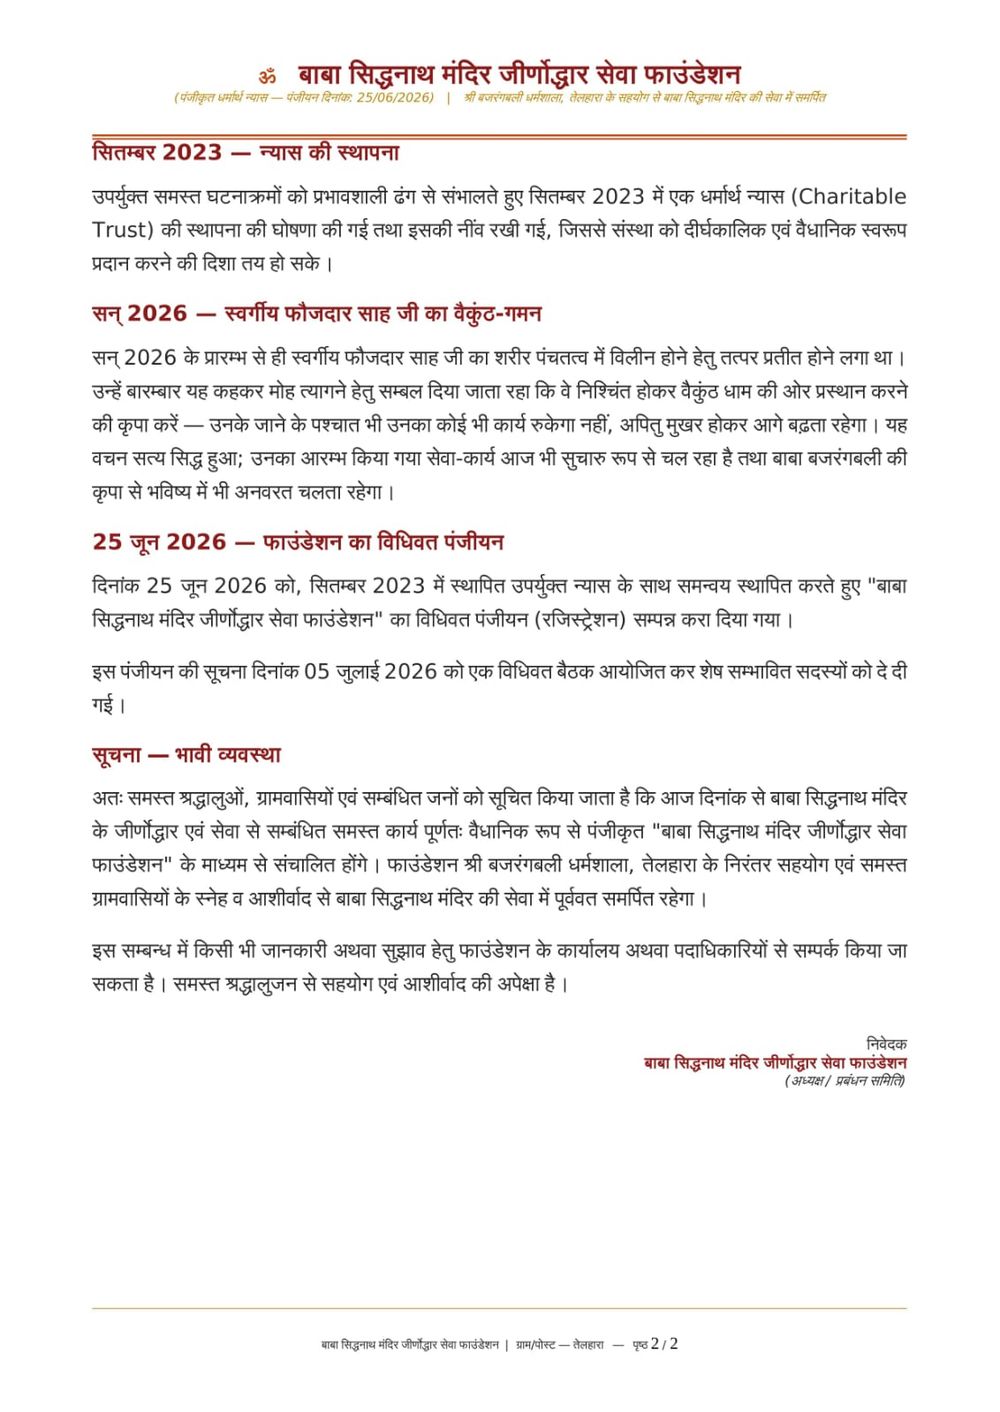 ॐ बाबा सिद्धनाथ मंदिर जीर्णोद्धार सेवा फाउंडेशन
(पंजीकृत धर्मार्थ न्यास — पंजीयन दिनांक: 25/06/2026) | श्री बजरंगबली धर्मशाला, तेलहारा के सहयोग से बाबा सिद्धनाथ मंदिर की सेवा में समर्पित
सितम्बर 2023 — न्यास की स्थापना
उपर्युक्त समस्त घटनाक्रमों को प्रभावशाली ढंग से संभालते हुए सितम्बर 2023 में एक धर्मार्थ न्यास (Charitable
Trust) की स्थापना की घोषणा की गई तथा इसकी नींव रखी गई, जिससे संस्था को दीर्घकालिक एवं वैधानिक स्वरूप
प्रदान करने की दिशा तय हो सके।
सन् 2026 — स्वर्गीय फौजदार साह जी का वैकुंठ-गमन
सन् 2026 के प्रारम्भ से ही स्वर्गीय फौजदार साह जी का शरीर पंचतत्व में विलीन होने हेतु तत्पर प्रतीत होने लगा था।
उन्हें बारम्बार यह कहकर मोह त्यागने हेतु सम्बल दिया जाता रहा कि वे निश्चिंत होकर वैकुंठ धाम की ओर प्रस्थान करने
की कृपा करें — उनके जाने के पश्चात भी उनका कोई भी कार्य रुकेगा नहीं, अपितु मुखर होकर आगे बढ़ता रहेगा। यह
वचन सत्य सिद्ध हुआ; उनका आरम्भ किया गया सेवा-कार्य आज भी सुचारु रूप से चल रहा है तथा बाबा बजरंगबली की
कृपा से भविष्य में भी अनवरत चलता रहेगा।
25 जून 2026 — फाउंडेशन का विधिवत पंजीयन
दिनांक 25 जून 2026 को, सितम्बर 2023 में स्थापित उपर्युक्त न्यास के साथ समन्वय स्थापित करते हुए "बाबा
सिद्धनाथ मंदिर जीर्णोद्धार सेवा फाउंडेशन" का विधिवत पंजीयन (रजिस्ट्रेशन) सम्पन्न करा दिया गया।
इस पंजीयन की सूचना दिनांक 05 जुलाई 2026 को एक विधिवत बैठक आयोजित कर शेष सम्भावित सदस्यों को दे दी
गई।
सूचना — भावी व्यवस्था
अतः समस्त श्रद्धालुओं, ग्रामवासियों एवं सम्बंधित जनों को सूचित किया जाता है कि आज दिनांक से बाबा सिद्धनाथ मंदिर
के जीर्णोद्धार एवं सेवा से सम्बंधित समस्त कार्य पूर्णतः वैधानिक रूप से पंजीकृत "बाबा सिद्धनाथ मंदिर जीर्णोद्धार सेवा
फाउंडेशन" के माध्यम से संचालित होंगे। फाउंडेशन श्री बजरंगबली धर्मशाला, तेलहारा के निरंतर सहयोग एवं समस्त
ग्रामवासियों के स्नेह व आशीर्वाद से बाबा सिद्धनाथ मंदिर की सेवा में पूर्ववत समर्पित रहेगा।
इस सम्बन्ध में किसी भी जानकारी अथवा सुझाव हेतु फाउंडेशन के कार्यालय अथवा पदाधिकारियों से सम्पर्क किया जा
सकता है। समस्त श्रद्धालुजन से सहयोग एवं आशीर्वाद की अपेक्षा है।
निवेदक
बाबा सिद्धनाथ मंदिर जीर्णोद्धार सेवा फाउंडेशन
(अध्यक्ष / प्रबंधन समिति)
बाबा सिद्धनाथ मंदिर जीर्णोद्धार सेवा फाउंडेशन | ग्राम/पोस्ट — तेलहारा — पृष्ठ 2 / 2